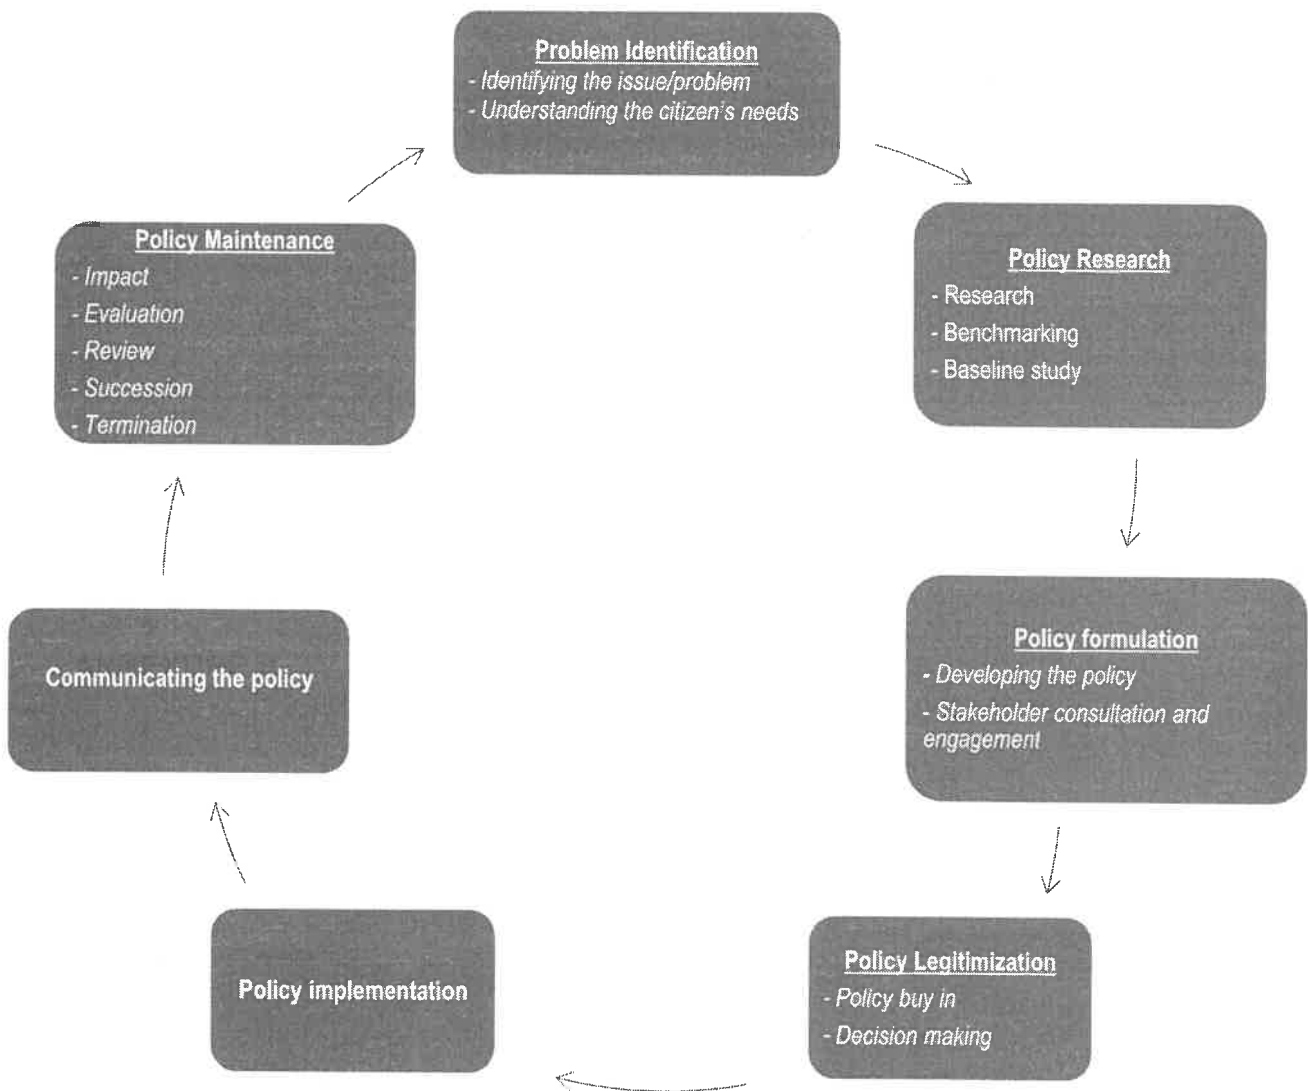 Problem Identification
- Identifying the issue/problem
- Understanding the citizen's needs
Policy Research
- Research
- Benchmarking
- Baseline study
Policy formulation
- Developing the policy
- Stakeholder consultation and
engagement
Policy Legitimization
- Policy buy in
- Decision making
Policy implementation
Communicating the policy
Policy Maintenance
- Impact
- Evaluation
- Review
- Succession
- Termination